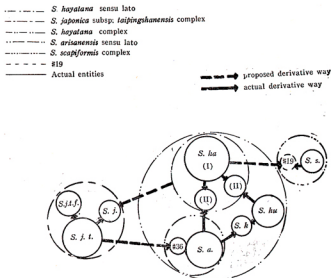 S. hayatana sensu lato
S. japonica subsp; taipingshanensis complex
S. hayatana complex
S. arisanensis sensu lato
S. scapiformis complex
#19
Actual entities
proposed derivative way
actual derivative way
S. ha
(I)
#19
S. s.
S.j.t.f.
S. j.
(II)
(II)
S. hu
S. k
S. j. t.
#36
S. a.